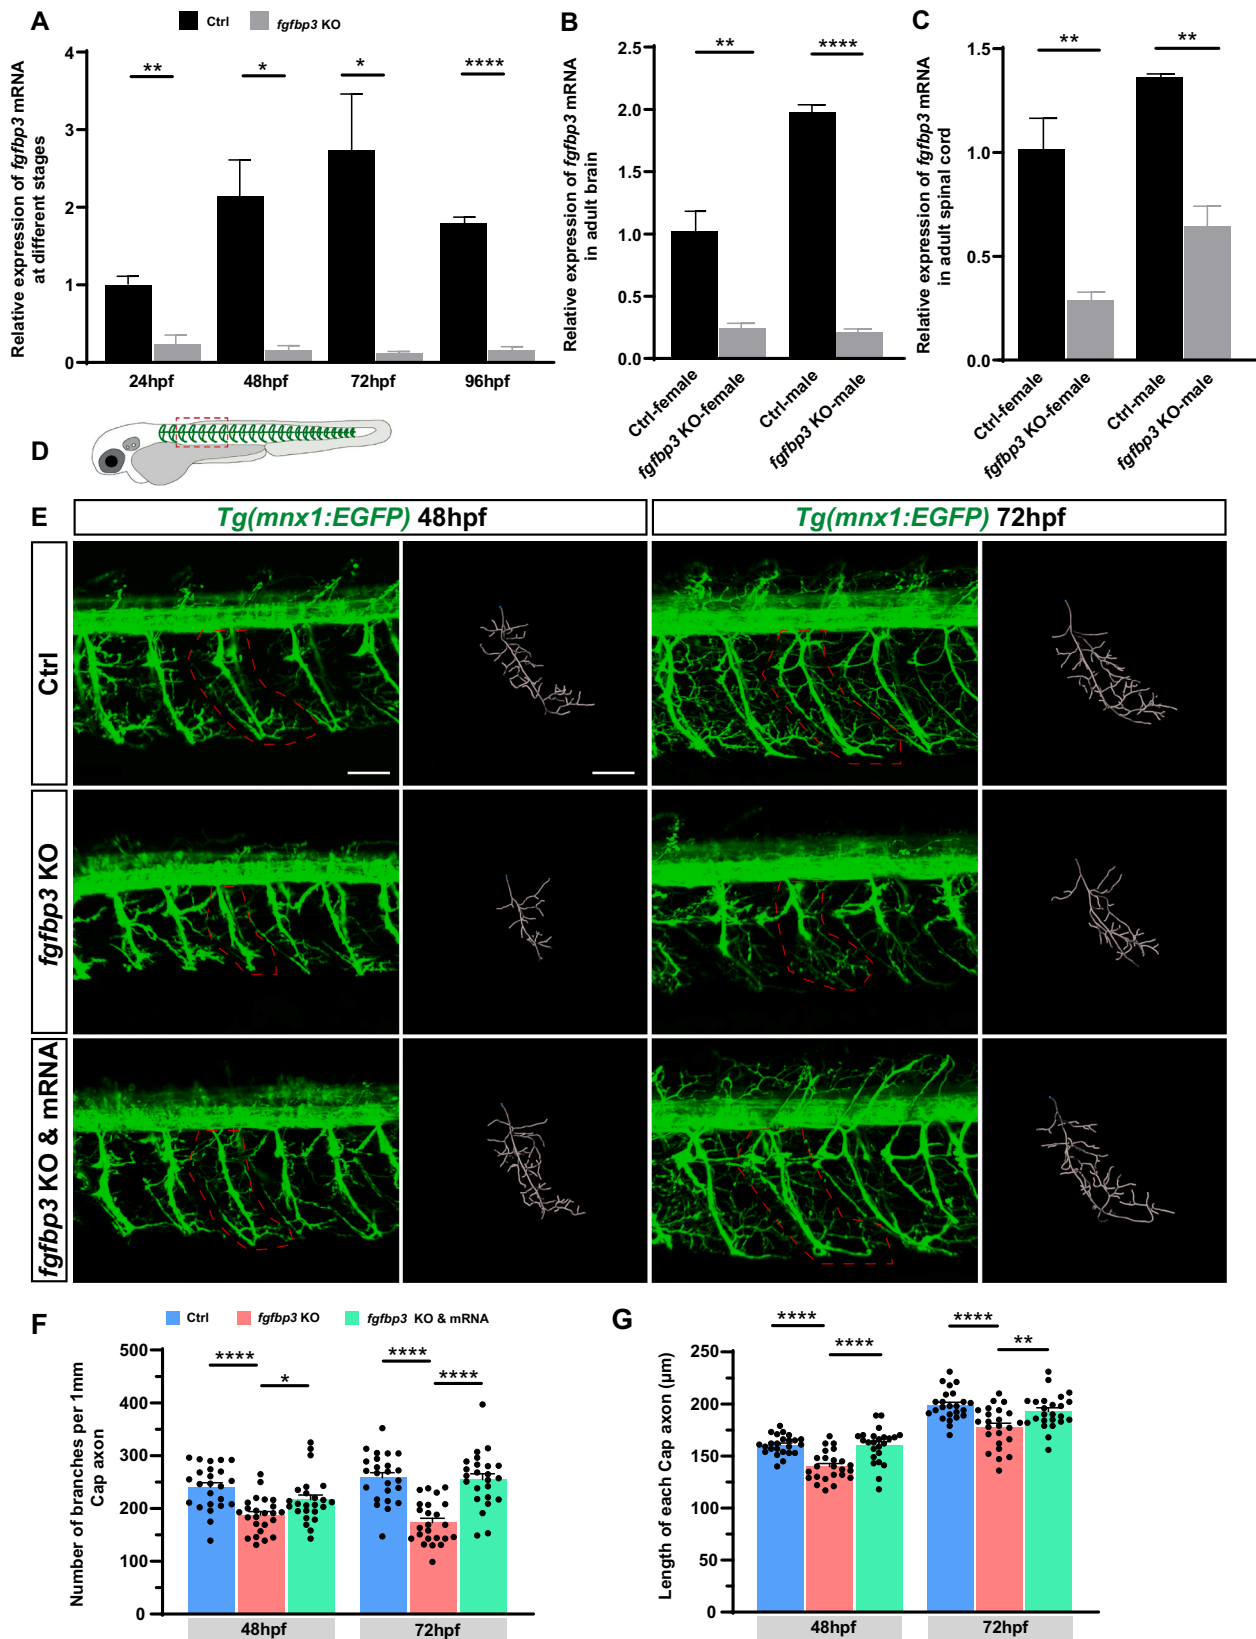 A
Ctrl
fgfbp3 KO
Relative expression of fgfbp3 mRNA
at different stages
4
3
2
1
0
**
*
*
****
24hpf
48hpf
72hpf
96hpf
B
Relative expression of fgfbp3 mRNA
in adult brain
2.5
2.0
1.5
1.0
0.5
0.0
**
****
Ctrl-female
fgfbp3 KO-female
Ctrl-male
fgfbp3 KO-male
C
Relative expression of fgfbp3 mRNA
in adult spinal cord
1.5
1.0
0.5
0.0
**
**
Ctrl-female
fgfbp3 KO-female
Ctrl-male
fgfbp3 KO-male
D
E
Tg(mnx1:EGFP) 48hpf
Tg(mnx1:EGFP) 72hpf
Ctrl
fgfbp3 KO
fgfbp3 KO & mRNA
F
Ctrl
fgfbp3 KO
fgfbp3 KO & mRNA
Number of branches per 1mm
Cap axon
500
400
300
200
100
0
****
*
****
****
48hpf
72hpf
G
Length of each Cap axon (μm)
250
200
150
100
50
0
****
****
****
**
48hpf
72hpf